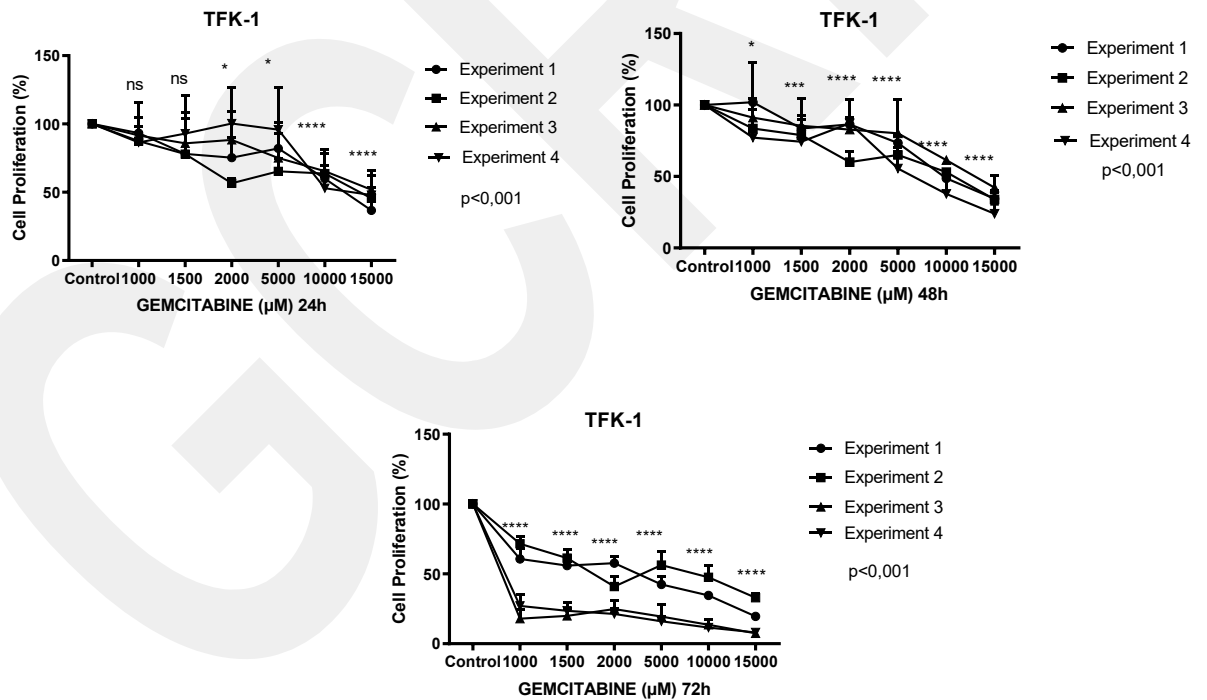 TFK-1
150
100
50
0
Cell Proliferation (%)
ns
ns
*
*
****
****
Control 1000 1500 2000 5000 10000 15000
GEMCITABINE (µM) 24h
Experiment 1
Experiment 2
Experiment 3
Experiment 4
p<0,001
TFK-1
150
100
50
0
Cell Proliferation (%)
*
***
****
****
****
****
Control 1000 1500 2000 5000 10000 15000
GEMCITABINE (µM) 48h
Experiment 1
Experiment 2
Experiment 3
Experiment 4
p<0,001
TFK-1
150
100
50
0
Cell Proliferation (%)
****
****
****
****
****
****
Control 1000 1500 2000 5000 10000 15000
GEMCITABINE (µM) 72h
Experiment 1
Experiment 2
Experiment 3
Experiment 4
p<0,001